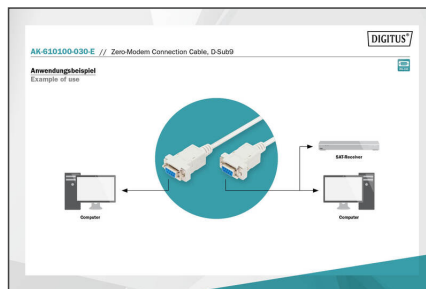 DIGITUS®
AK-610100-030-E // Zero-Modem Connection Cable, D-Sub9
Anwendungsbeispiel
Example of use
SAT-Receiver
Computer
Computer